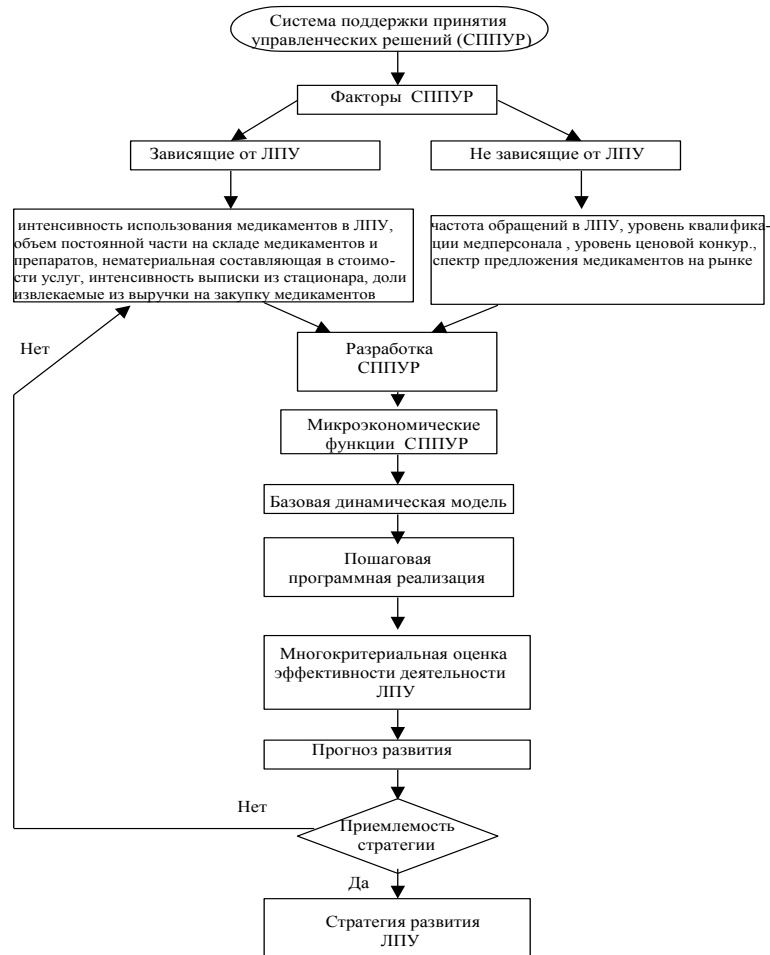 Система поддержки принятия
управленческих решений (СППУР)
Факторы СППУР
Зависящие от ЛПУ
Не зависящие от ЛПУ
интенсивность использования медикаментов в ЛПУ,
объем постоянной части на складе медикаментов и
препаратов, нематериальная составляющая в стоимо-
сти услуг, интенсивность выписки из стационара, доли
извлекаемые из выручки на закупку медикаментов
частота обращений в ЛПУ, уровень квалифика-
ции медперсонала , уровень ценовой конкур.,
спектр предложения медикаментов на рынке
Нет
Разработка
СППУР
Микроэкономические
функции СППУР
Базовая динамическая модель
Пошаговая
программная реализация
Многокритериальная оценка
эффективности деятельности
ЛПУ
Прогноз развития
Нет
Приемлемость
стратегии
Да
Стратегия развития
ЛПУ